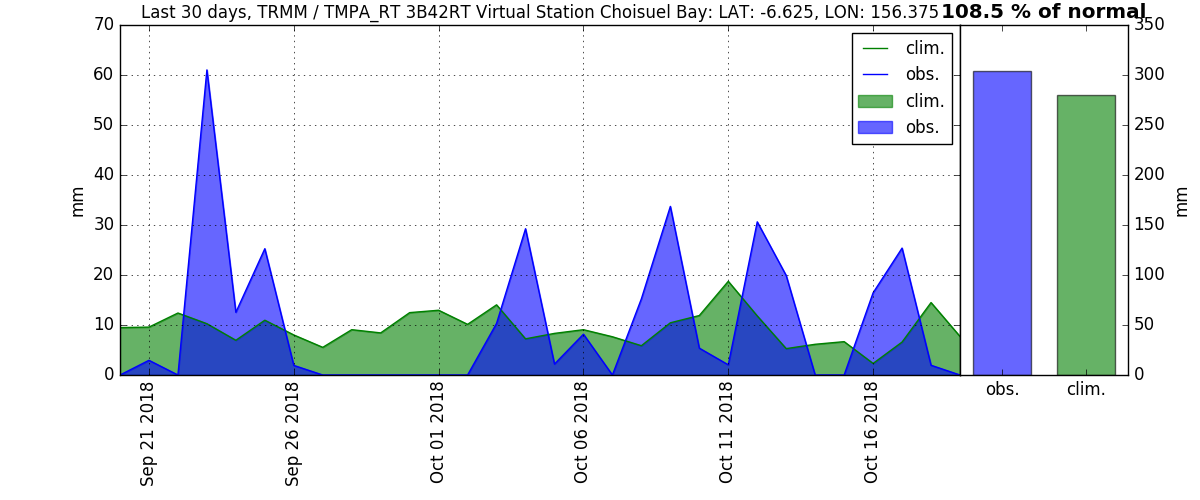 Last 30 days, TRMM / TMPA_RT 3B42RT Virtual Station Choisuel Bay: LAT: -6.625, LON: 156.375
108.5 % of normal
70
60
50
40
30
20
10
0
mm
clim.
obs.
clim.
obs.
Sep 21 2018
Sep 26 2018
Oct 01 2018
Oct 06 2018
Oct 11 2018
Oct 16 2018
350
300
250
200
150
100
50
0
mm
obs.
clim.